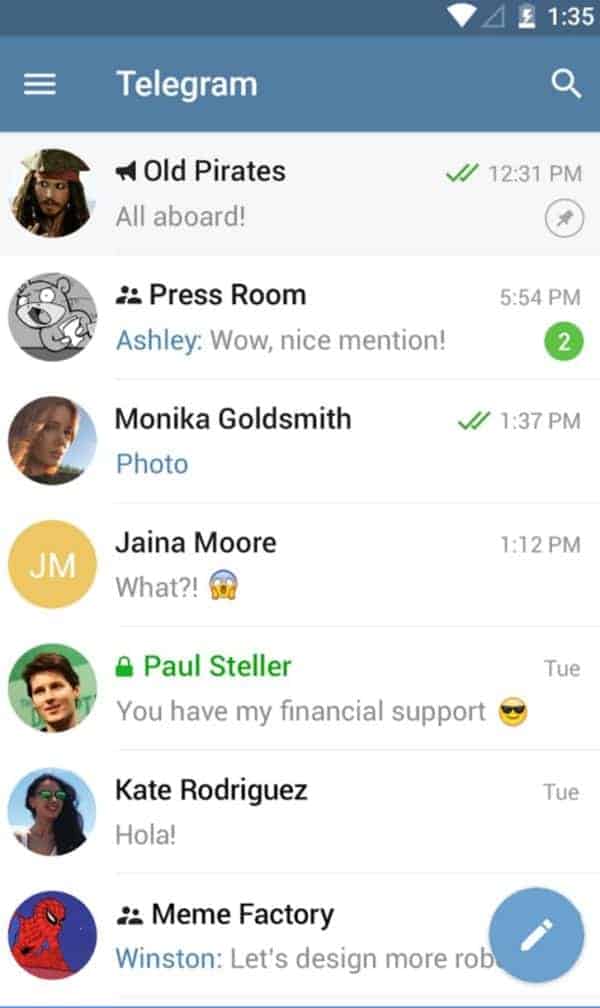 1:35
Telegram
Old Pirates 12:31 PM
All aboard!
Press Room 5:54 PM
Ashley: Wow, nice mention! 2
Monika Goldsmith 1:37 PM
Photo
JM
Jaina Moore 1:12 PM
What?! 😱
Paul Steller Tue
You have my financial support 😎
Kate Rodriguez Tue
Hola!
Meme Factory
Winston: Let's design more